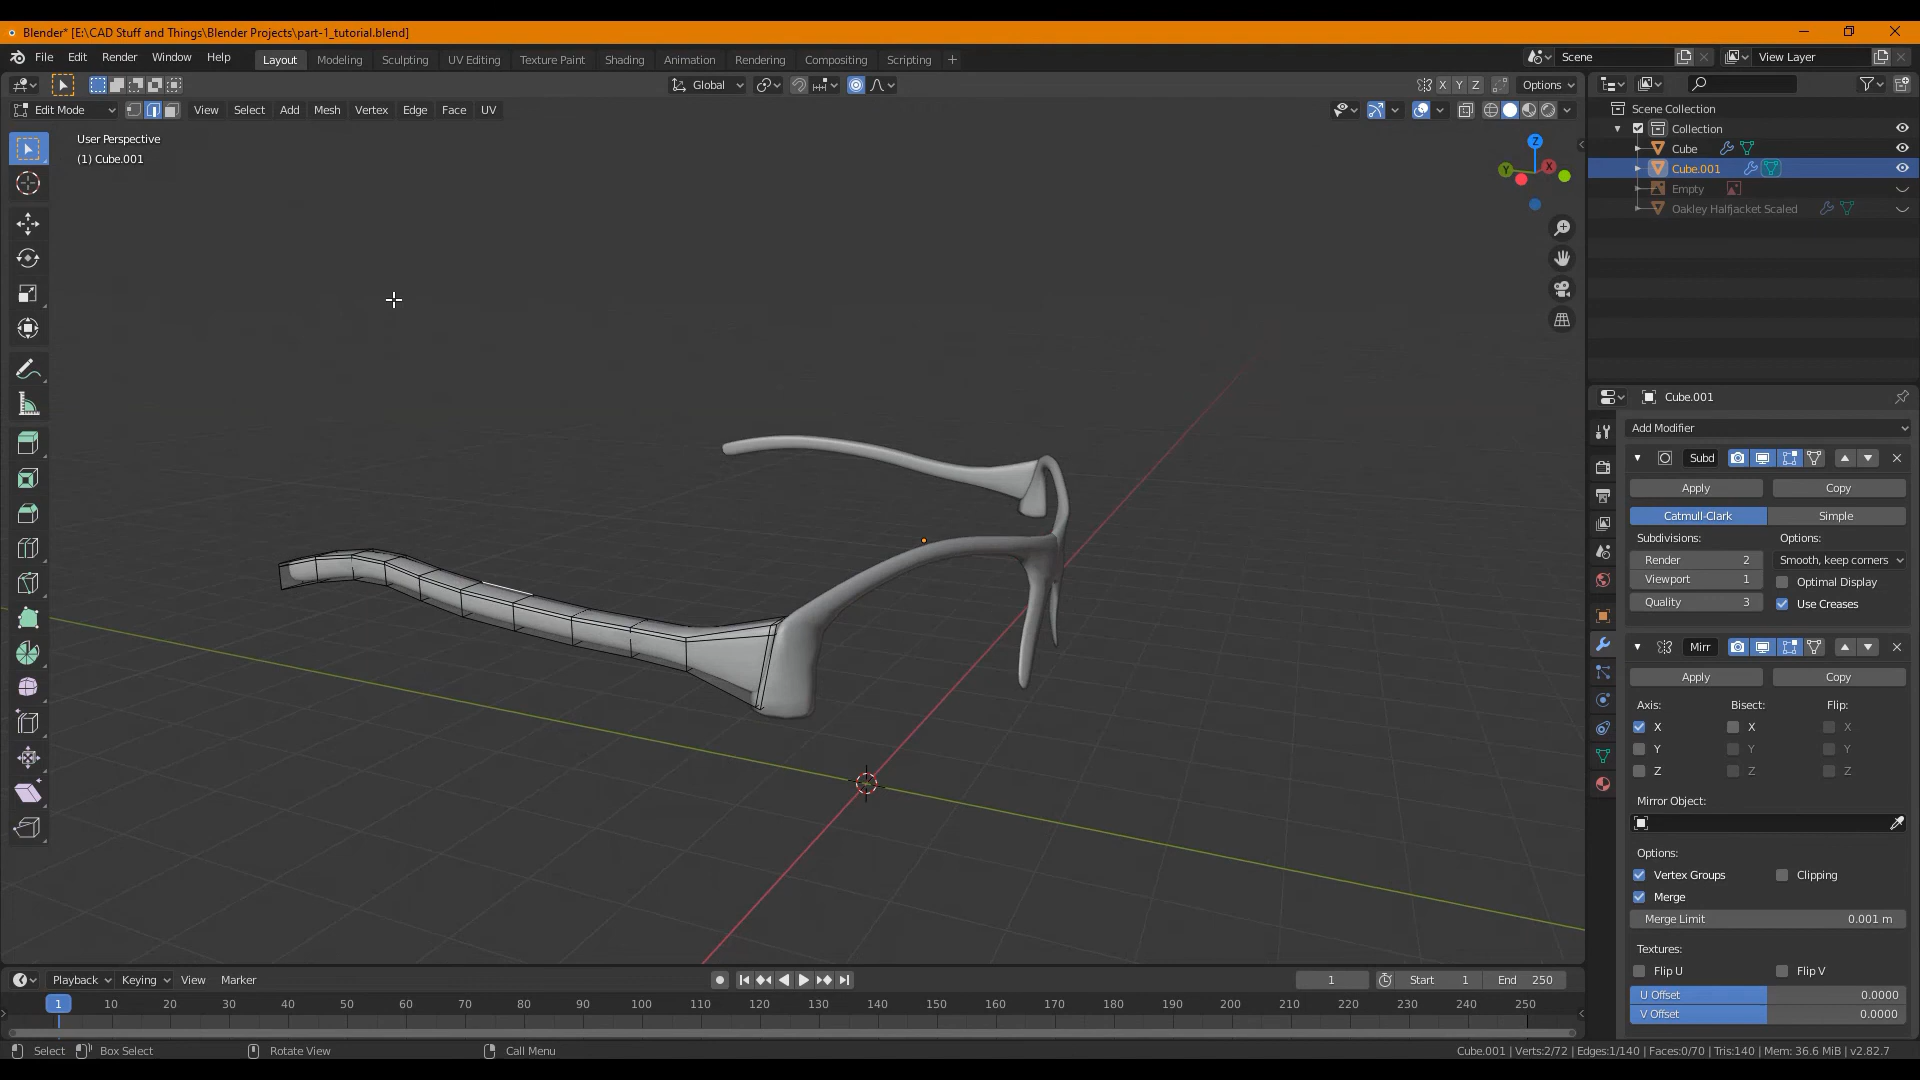 Blender* [E:\CAD Stuff and Things\Blender Projects\part-1_tutorial.blend]
File Edit Render Window Help Layout Modeling Sculpting UV Editing Texture Paint Shading Animation Rendering Compositing Scripting + Scene View Layer
Global X Y Z Options
Edit Mode View Select Add Mesh Vertex Edge Face UV
User Perspective
(1) Cube.001
Z
Y X
Scene Collection
Collection
Cube
Cube.001
Empty
Oakley Halfjacket Scaled
Cube.001
Add Modifier
Subd
Apply Copy
Catmull-Clark Simple
Subdivisions: Options:
Render 2 Smooth, keep corners
Viewport 1 Optimal Display
Quality 3 Use Creases
Mirr
Apply Copy
Axis: Bisect: Flip:
X X X
Y Y Y
Z Z Z
Mirror Object:
Options:
Vertex Groups Clipping
Merge
Merge Limit 0.001 m
Textures:
Flip U Flip V
U Offset 0.0000
V Offset 0.0000
Playback Keying View Marker 1 Start 1 End 250
1 10 20 30 40 50 60 70 80 90 100 110 120 130 140 150 160 170 180 190 200 210 220 230 240 250
Select Box Select Rotate View Call Menu Cube.001 | Verts:2/72 | Edges:1/140 | Faces:0/70 | Tris:140 | Mem: 36.6 MiB | v2.82.7